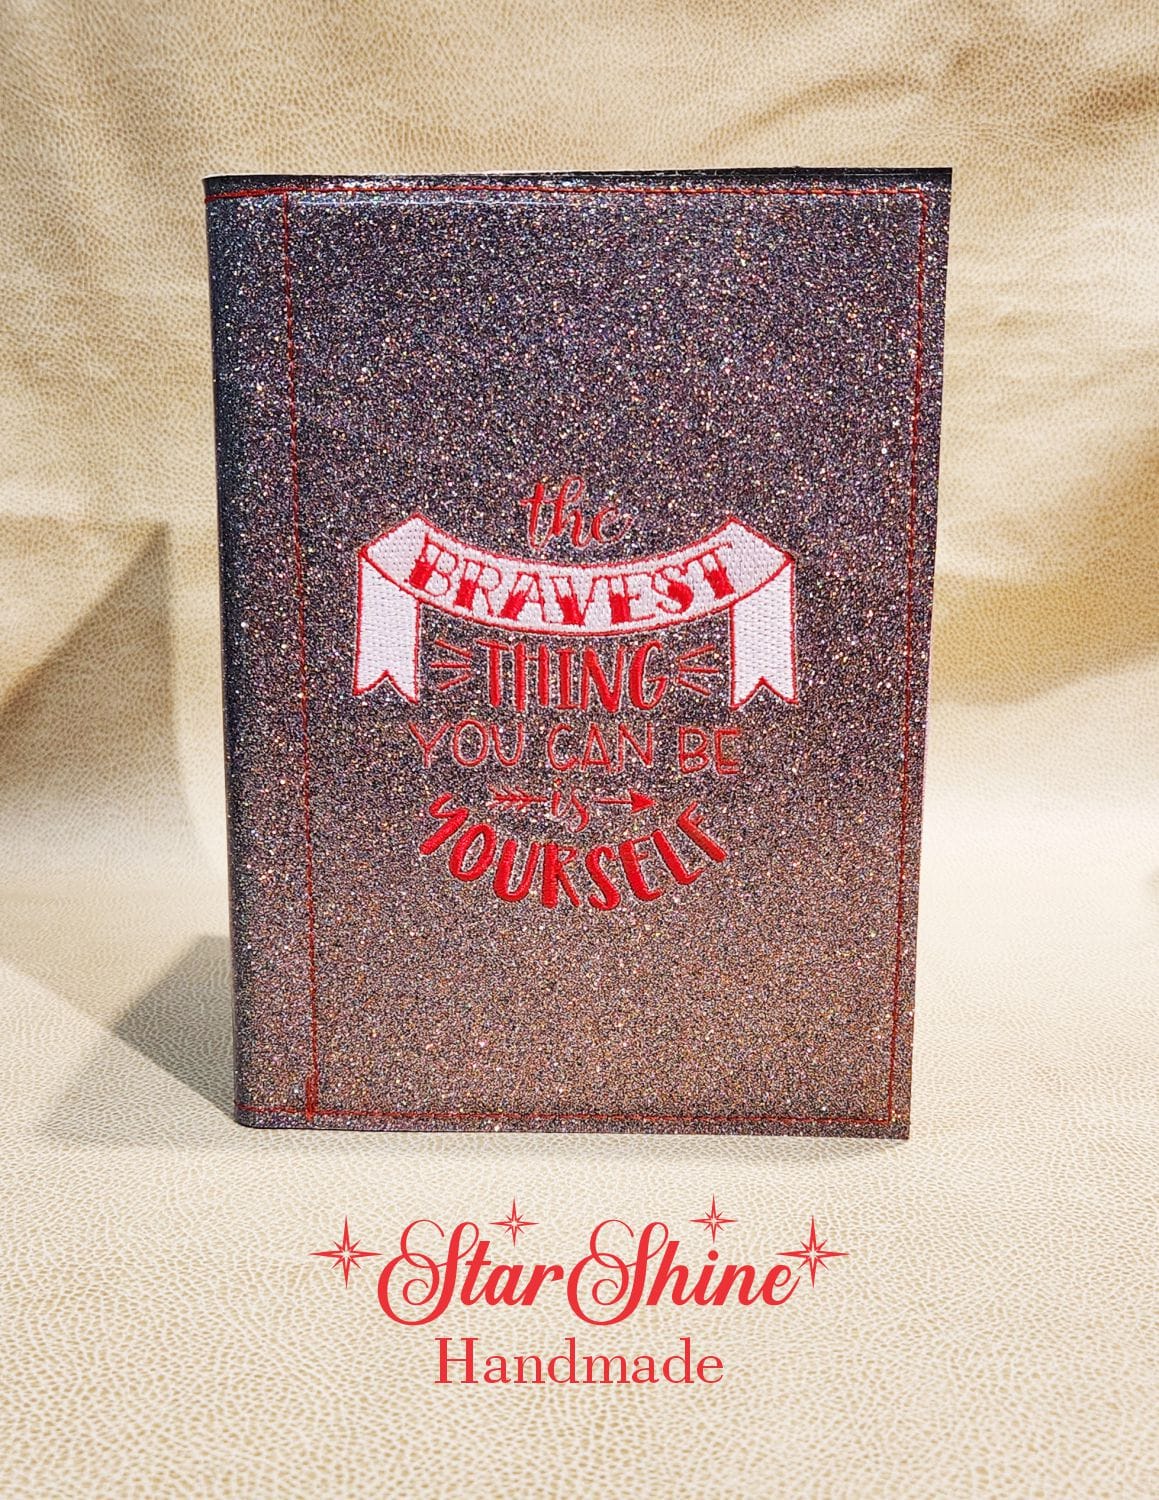 the
BRAVEST
THING
YOU CAN BE
is
YOURSELF
StarShine
Handmade